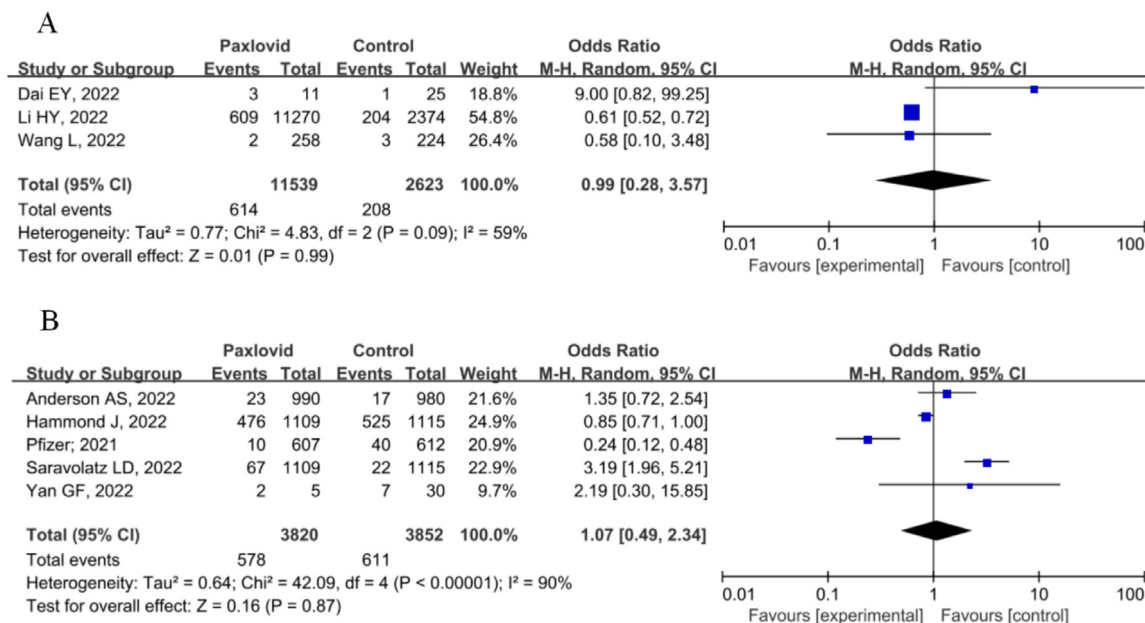 A
Paxlovid Control Odds Ratio Odds Ratio
Study or Subgroup Events Total Events Total Weight M-H, Random, 95% CI M-H, Random, 95% CI
Dai EY, 2022 3 11 1 25 18.8% 9.00 [0.82, 99.25]
Li HY, 2022 609 11270 204 2374 54.8% 0.61 [0.52, 0.72]
Wang L, 2022 2 258 3 224 26.4% 0.58 [0.10, 3.48]
Total (95% CI) 11539 2623 100.0% 0.99 [0.28, 3.57]
Total events 614 208
Heterogeneity: Tau² = 0.77; Chi² = 4.83, df = 2 (P = 0.09); I² = 59%
Test for overall effect: Z = 0.01 (P = 0.99)
0.01 0.1 1 10 100
Favours [experimental] Favours [control]
B
Paxlovid Control Odds Ratio Odds Ratio
Study or Subgroup Events Total Events Total Weight M-H, Random, 95% CI M-H, Random, 95% CI
Anderson AS, 2022 23 990 17 980 21.6% 1.35 [0.72, 2.54]
Hammond J, 2022 476 1109 525 1115 24.9% 0.85 [0.71, 1.00]
Pfizer; 2021 10 607 40 612 20.9% 0.24 [0.12, 0.48]
Saravolatz LD, 2022 67 1109 22 1115 22.9% 3.19 [1.96, 5.21]
Yan GF, 2022 2 5 7 30 9.7% 2.19 [0.30, 15.85]
Total (95% CI) 3820 3852 100.0% 1.07 [0.49, 2.34]
Total events 578 611
Heterogeneity: Tau² = 0.64; Chi² = 42.09, df = 4 (P < 0.00001); I² = 90%
Test for overall effect: Z = 0.16 (P = 0.87)
0.01 0.1 1 10 100
Favours [experimental] Favours [control]